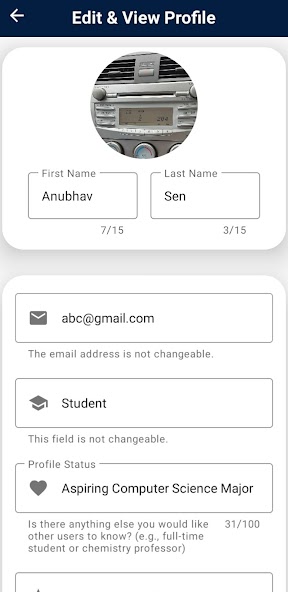 Edit & View Profile
First Name
Last Name
Anubhav
Sen
7/15
3/15
abc@gmail.com
The email address is not changeable.
Student
This field is not changeable.
Profile Status
Aspiring Computer Science Major
Is there anything else you would like
31/100
other users to know? (e.g., full-time
student or chemistry professor)